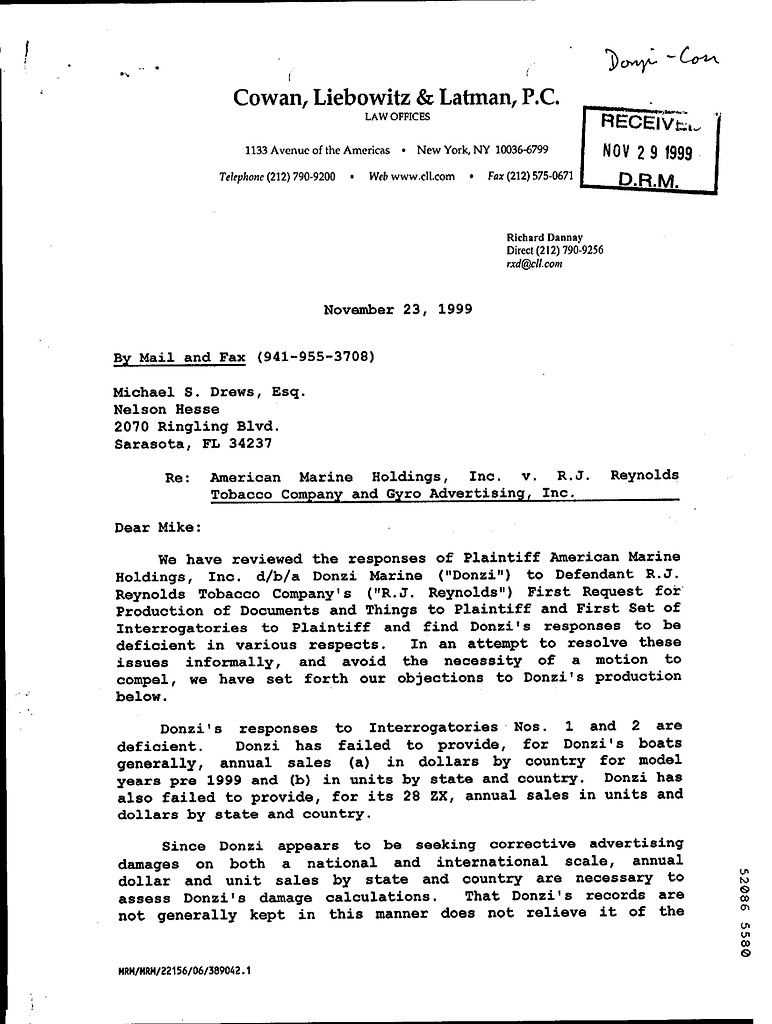 Donzi - Corr
Cowan, Liebowitz & Latman, P.C.
LAW OFFICES
1133 Avenue of the Americas • New York, NY 10036-6799
Telephone (212) 790-9200 • Web www.cll.com • Fax (212) 575-0671
RECEIVED
NOV 29 1999
D.R.M.
Richard Dannay
Direct (212) 790-9256
rxd@cll.com
November 23, 1999
By Mail and Fax (941-955-3708)
Michael S. Drews, Esq.
Nelson Hesse
2070 Ringling Blvd.
Sarasota, FL 34237
Re: American Marine Holdings, Inc. v. R.J. Reynolds
Tobacco Company and Gyro Advertising, Inc.
Dear Mike:
We have reviewed the responses of Plaintiff American Marine
Holdings, Inc. d/b/a Donzi Marine ("Donzi") to Defendant R.J.
Reynolds Tobacco Company's ("R.J. Reynolds") First Request for
Production of Documents and Things to Plaintiff and First Set of
Interrogatories to Plaintiff and find Donzi's responses to be
deficient in various respects. In an attempt to resolve these
issues informally, and avoid the necessity of a motion to
compel, we have set forth our objections to Donzi's production
below.
Donzi's responses to Interrogatories Nos. 1 and 2 are
deficient. Donzi has failed to provide, for Donzi's boats
generally, annual sales (a) in dollars by country for model
years pre 1999 and (b) in units by state and country. Donzi has
also failed to provide, for its 28 ZX, annual sales in units and
dollars by state and country.
Since Donzi appears to be seeking corrective advertising
damages on both a national and international scale, annual
dollar and unit sales by state and country are necessary to
assess Donzi's damage calculations. That Donzi's records are
not generally kept in this manner does not relieve it of the
MRM/MRM/22156/06/389042.1
52086 5580